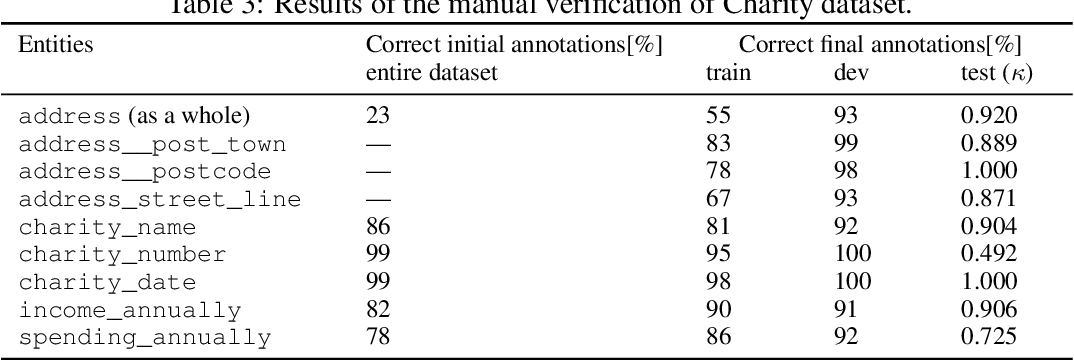 Table 3: Results of the manual verification of Charity dataset.
Entities Correct initial annotations[%] Correct final annotations[%]
entire dataset train dev test (κ)
address (as a whole) 23 55 93 0.920
address__post_town — 83 99 0.889
address__postcode — 78 98 1.000
address_street_line — 67 93 0.871
charity_name 86 81 92 0.904
charity_number 99 95 100 0.492
charity_date 99 98 100 1.000
income_annually 82 90 91 0.906
spending_annually 78 86 92 0.725